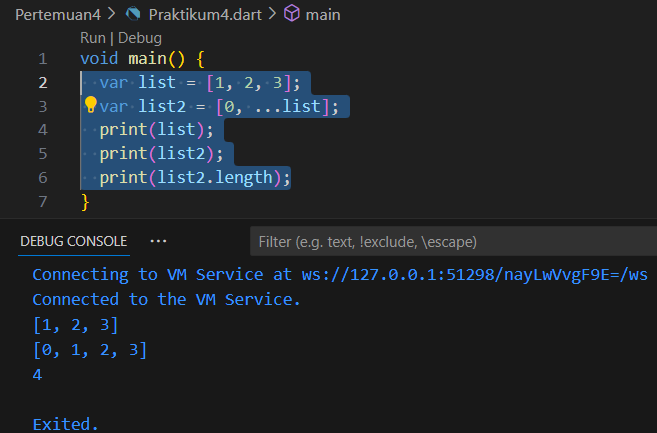 Pertemuan4 > Praktikum4.dart > main
Run | Debug
1 void main() {
2 var list = [1, 2, 3];
3 var list2 = [0, ...list];
4 print(list);
5 print(list2);
6 print(list2.length);
7 }
DEBUG CONSOLE ...
Filter (e.g. text, !exclude, \escape)
Connecting to VM Service at ws://127.0.0.1:51298/nayLwVvgF9E=/ws
Connected to the VM Service.
[1, 2, 3]
[0, 1, 2, 3]
4
Exited.